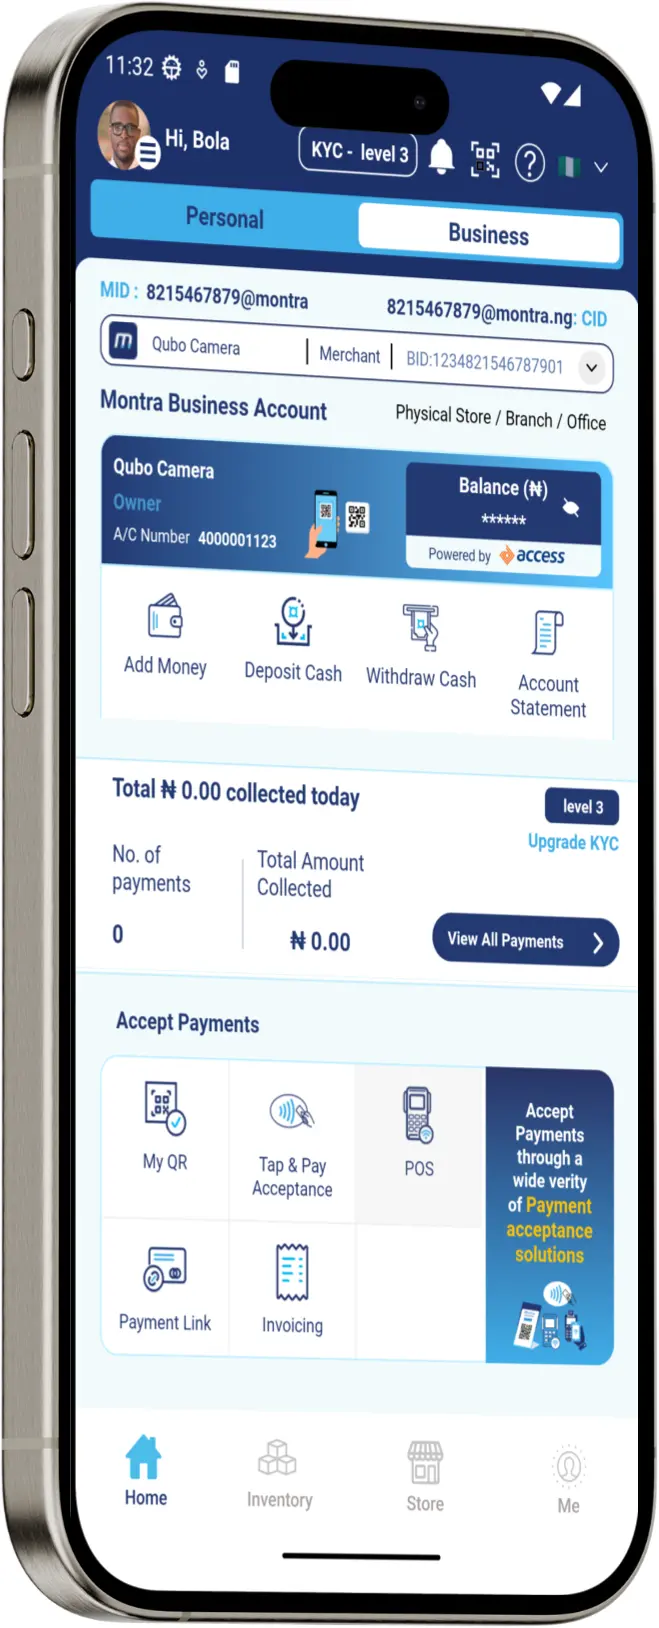 11:32
Hi, Bola
KYC - level 3
Personal
Business
MID : 8215467879@montra
8215467879@montra.ng: CID
m
Qubo Camera
Merchant
BID:1234821546787901
Montra Business Account
Physical Store / Branch / Office
Qubo Camera
Owner
A/C Number 4000001123
Balance (₦)
******
Powered by access
Add Money
Deposit Cash
Withdraw Cash
Account
Statement
Total ₦ 0.00 collected today
level 3
Upgrade KYC
No. of
payments
0
Total Amount
Collected
₦ 0.00
View All Payments
Accept Payments
My QR
Tap & Pay
Acceptance
POS
Payment Link
Invoicing
Accept
Payments
through a
wide verity
of Payment
acceptance
solutions
Home
Inventory
Store
Me